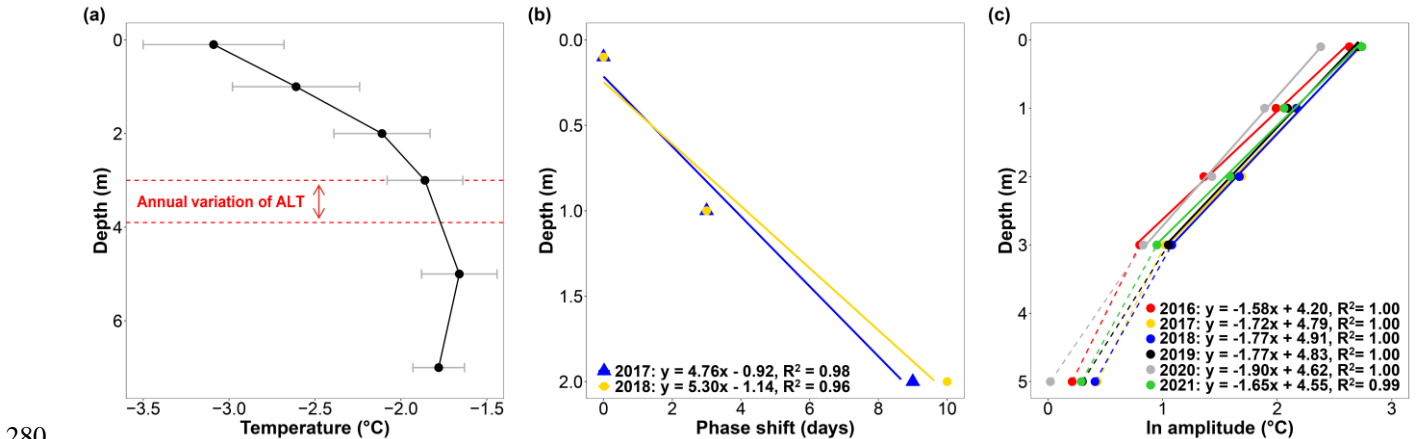 (a)
0
2
4
6
Depth (m)
Annual variation of ALT
−3.5 −3.0 −2.5 −2.0 −1.5
Temperature (°C)
(b)
0.0
0.5
1.0
1.5
2.0
Depth (m)
2017: y = 4.76x - 0.92, R²= 0.98
2018: y = 5.30x - 1.14, R²= 0.96
0 2 4 6 8 10
Phase shift (days)
(c)
0
1
2
3
4
5
Depth (m)
2016: y = -1.58x + 4.20, R²= 1.00
2017: y = -1.72x + 4.79, R²= 1.00
2018: y = -1.77x + 4.91, R²= 1.00
2019: y = -1.77x + 4.83, R²= 1.00
2020: y = -1.90x + 4.62, R²= 1.00
2021: y = -1.65x + 4.55, R²= 0.99
0 1 2 3
ln amplitude (°C)
280